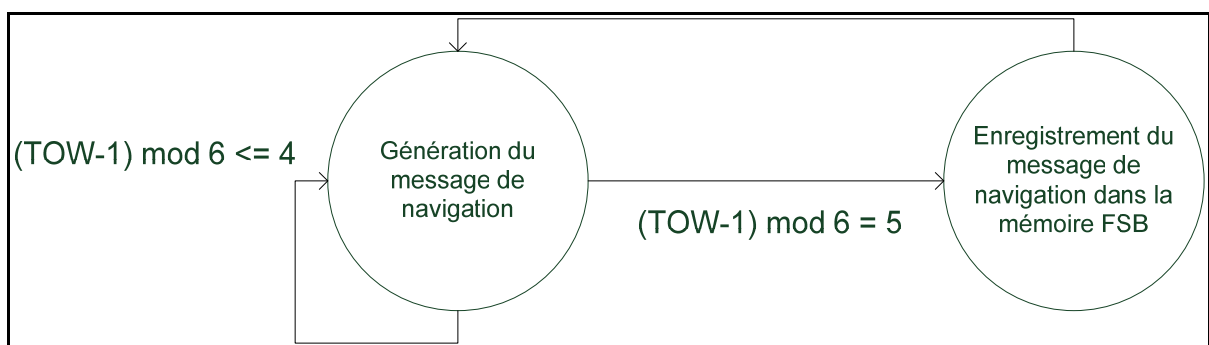 (TOW-1) mod 6 <= 4
Génération du
message de
navigation
(TOW-1) mod 6 = 5
Enregistrement du
message de
navigation dans la
mémoire FSB